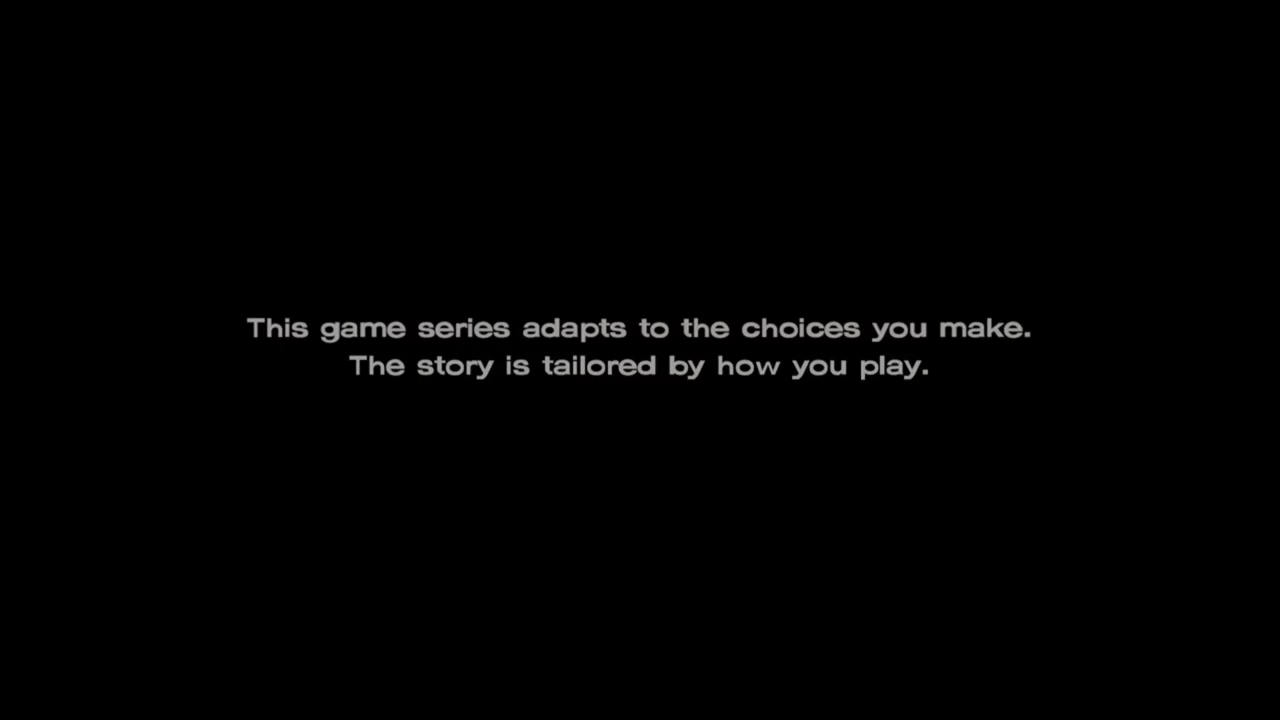 This game series adapts to the choices you make.
The story is tailored by how you play.